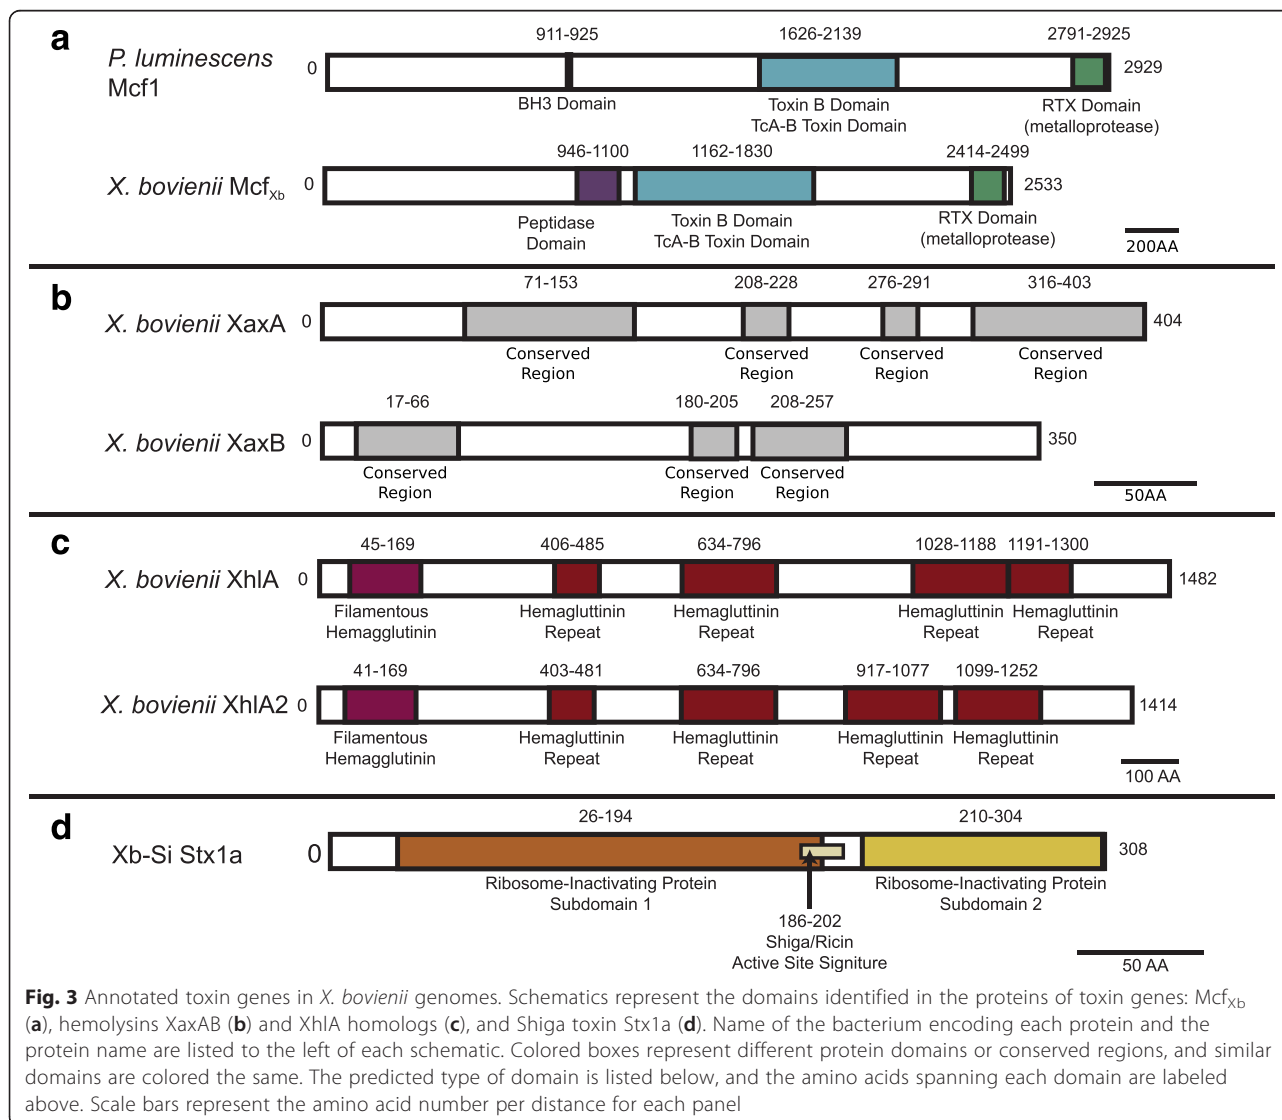 a
911-925 1626-2139 2791-2925
P. luminescens
Mcf1
0 2929
BH3 Domain Toxin B Domain RTX Domain
TcA-B Toxin Domain (metalloprotease)
946-1100 1162-1830 2414-2499
X. bovienii McfXb 0 2533
Peptidase Toxin B Domain RTX Domain
Domain TcA-B Toxin Domain (metalloprotease)
200AA
b
71-153 208-228 276-291 316-403
X. bovienii XaxA 0 404
Conserved Conserved Conserved Conserved
Region Region Region Region
17-66 180-205 208-257
X. bovienii XaxB 0 350
Conserved Conserved Conserved
Region Region Region
50AA
c
45-169 406-485 634-796 1028-1188 1191-1300
X. bovienii XhlA 0 1482
Filamentous Hemagluttinin Hemagluttinin Hemagluttinin Hemagluttinin
Hemagglutinin Repeat Repeat Repeat Repeat
41-169 403-481 634-796 917-1077 1099-1252
X. bovienii XhlA2 0 1414
Filamentous Hemagluttinin Hemagluttinin Hemagluttinin Hemagluttinin
Hemagglutinin Repeat Repeat Repeat Repeat
100 AA
d
26-194 210-304
Xb-Si Stx1a 0 308
Ribosome-Inactivating Protein Ribosome-Inactivating Protein
Subdomain 1 Subdomain 2
186-202
Shiga/Ricin
Active Site Signiture
50 AA
Fig. 3 Annotated toxin genes in X. bovienii genomes. Schematics represent the domains identified in the proteins of toxin genes: McfXb
(a), hemolysins XaxAB (b) and XhlA homologs (c), and Shiga toxin Stx1a (d). Name of the bacterium encoding each protein and the
protein name are listed to the left of each schematic. Colored boxes represent different protein domains or conserved regions, and similar
domains are colored the same. The predicted type of domain is listed below, and the amino acids spanning each domain are labeled
above. Scale bars represent the amino acid number per distance for each panel